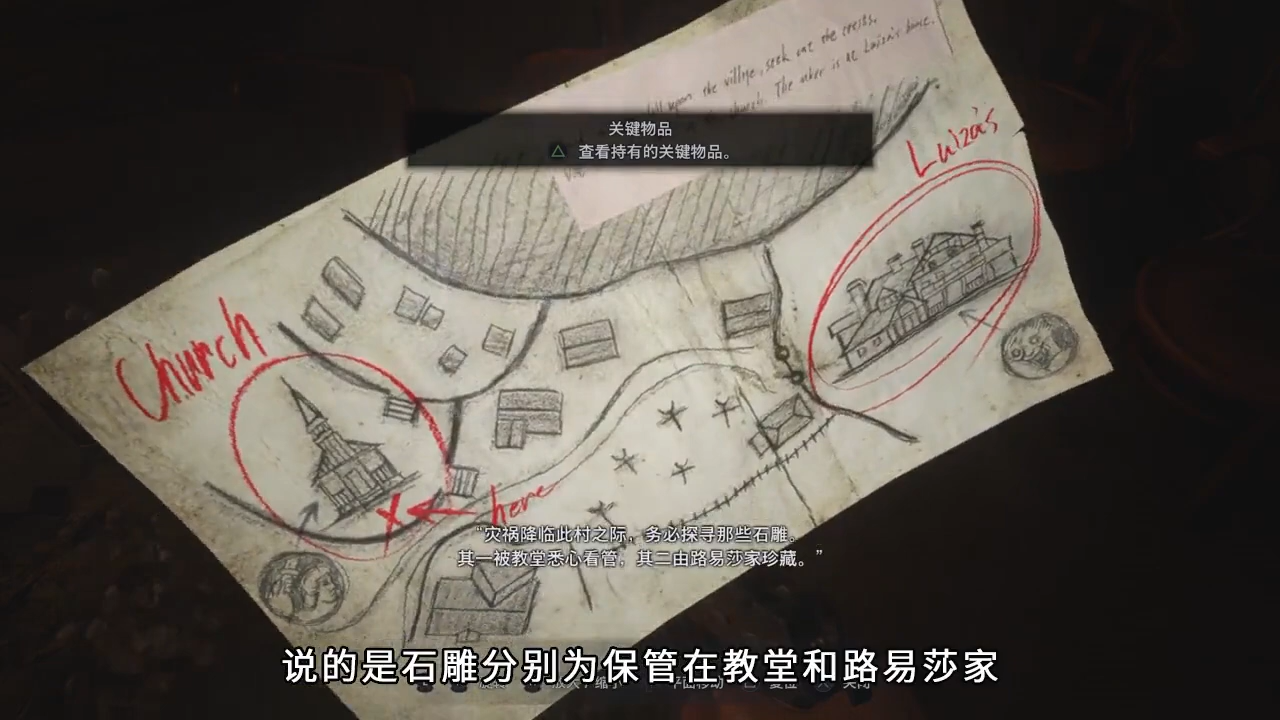 the village, seek out the crests.
church. The other is at Luiza's house.
关键物品
△ 查看持有的关键物品。
Luiza's
Church
here
“灾祸降临此村之际，务必探寻那些石雕。
其一被教堂悉心看管，其二由路易莎家珍藏。”
说的是石雕分别为保管在教堂和路易莎家